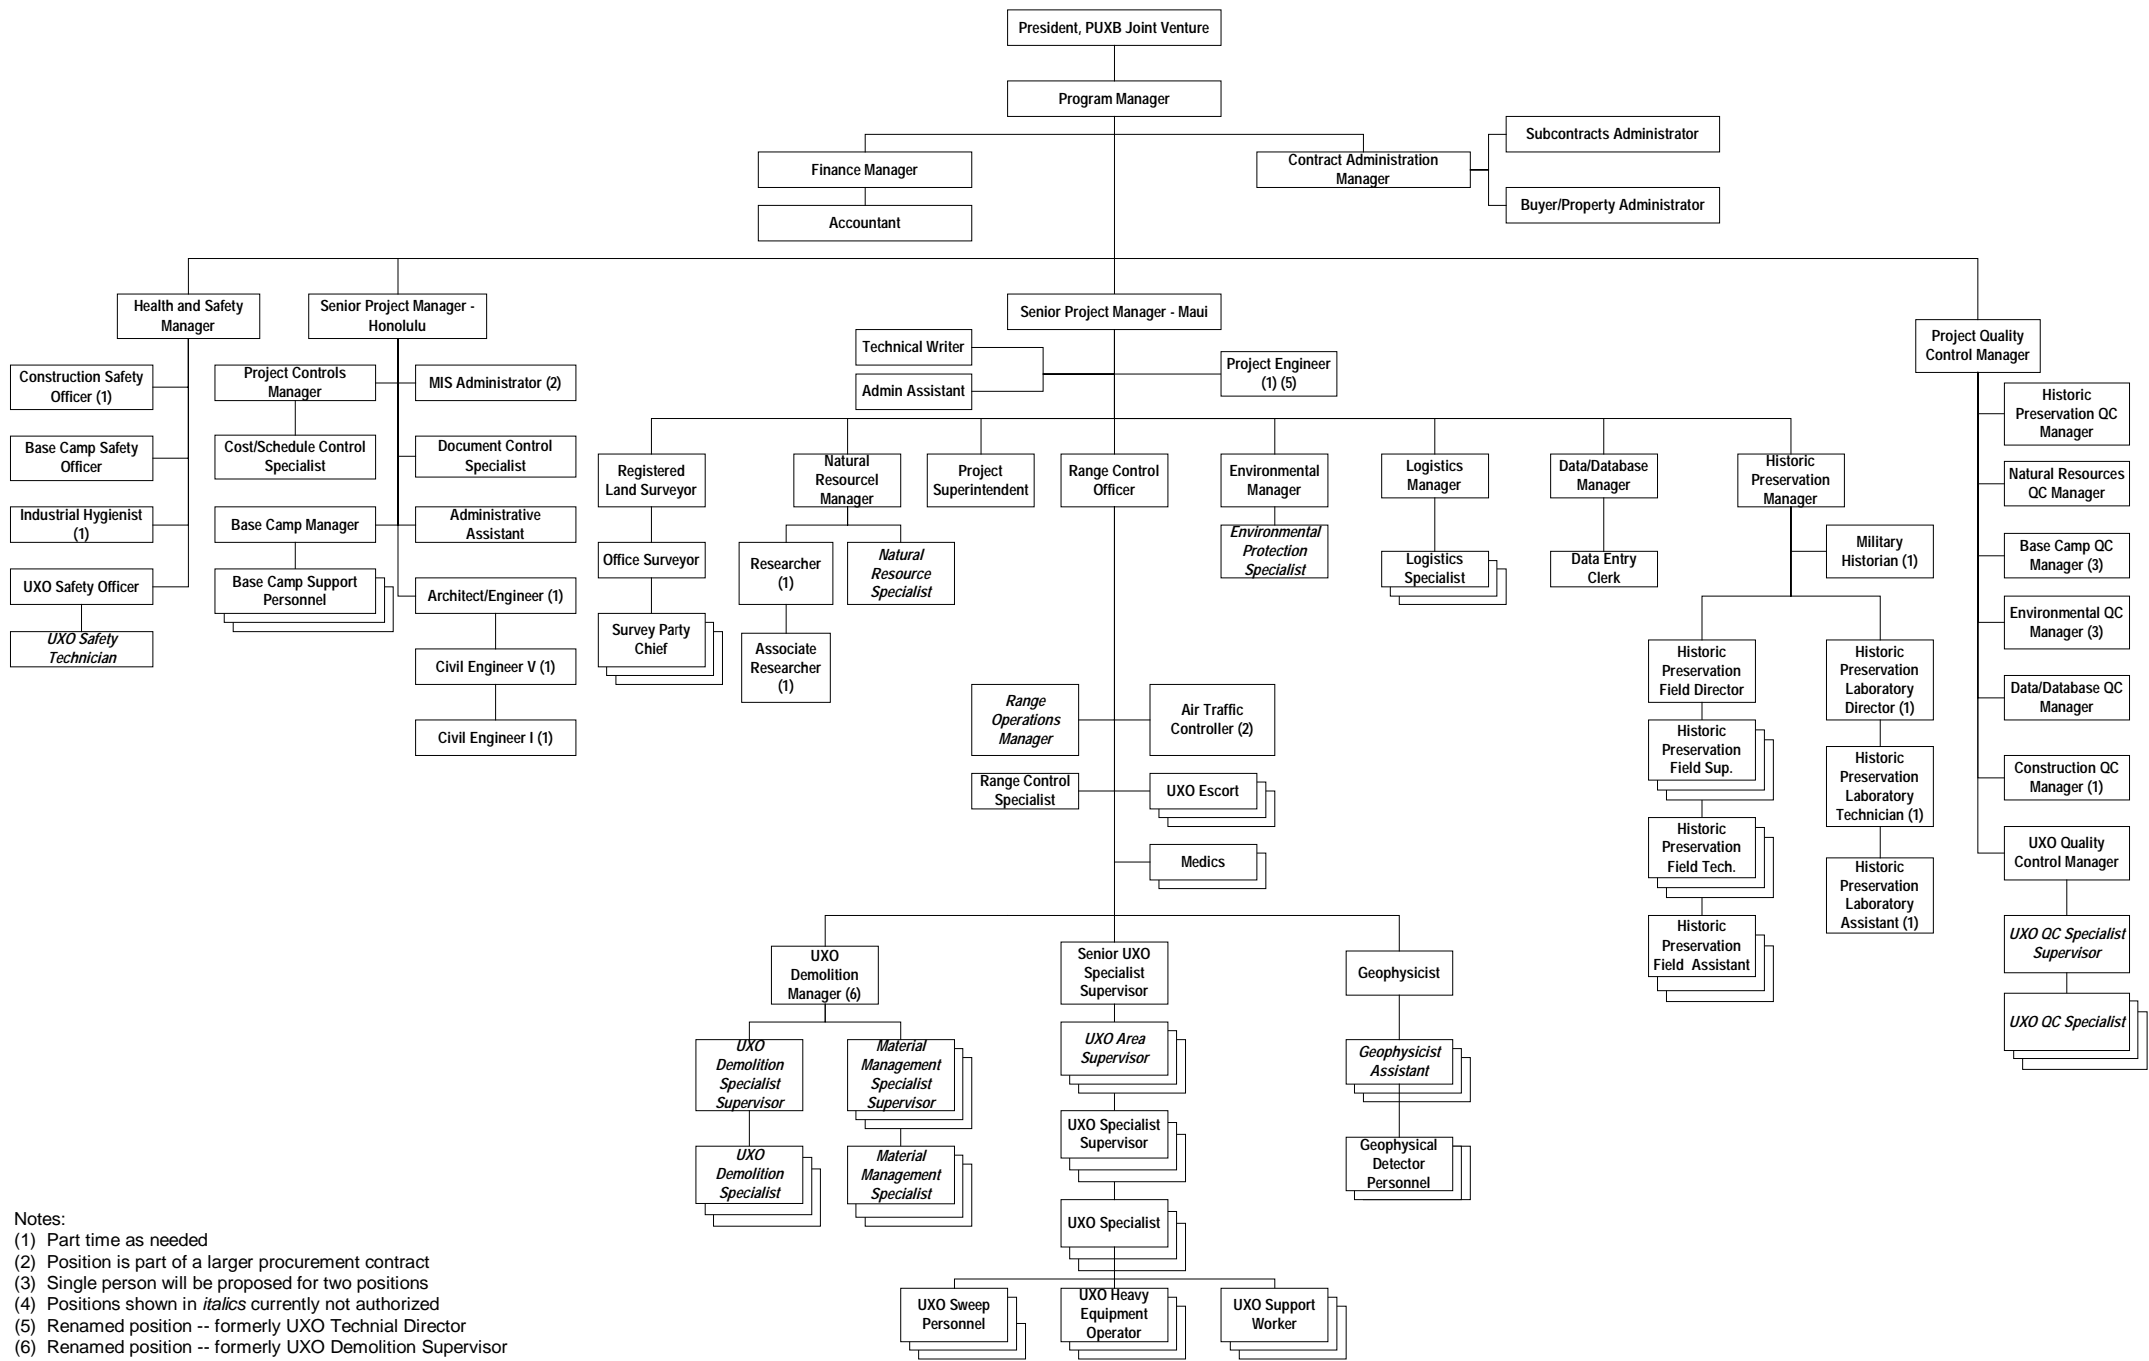 President, PUXB Joint Venture
Program Manager
Subcontracts Administrator
Finance Manager
Contract Administration
Manager
Accountant
Buyer/Property Administrator
Health and Safety
Manager
Senior Project Manager -
Honolulu
Senior Project Manager - Maui
Project Quality
Control Manager
Construction Safety
Officer (1)
Base Camp Safety
Officer
Industrial Hygienist
(1)
UXO Safety Officer
UXO Safety
Technician
Project Controls
Manager
MIS Administrator (2)
Cost/Schedule Control
Specialist
Document Control
Specialist
Base Camp Manager
Administrative
Assistant
Base Camp Support
Personnel
Architect/Engineer (1)
Civil Engineer V (1)
Civil Engineer I (1)
Technical Writer
Admin Assistant
Project Engineer
(1) (5)
Registered
Land Surveyor
Office Surveyor
Survey Party
Chief
Natural
Resourcel
Manager
Researcher
(1)
Natural
Resource
Specialist
Associate
Researcher
(1)
Project
Superintendent
Range Control
Officer
Environmental
Manager
Environmental
Protection
Specialist
Logistics
Manager
Logistics
Specialist
Data/Database
Manager
Data Entry
Clerk
Historic
Preservation
Manager
Military
Historian (1)
Historic
Preservation
Field Director
Historic
Preservation
Field Sup.
Historic
Preservation
Field Tech.
Historic
Preservation
Field Assistant
Historic
Preservation
Laboratory
Director (1)
Historic
Preservation
Laboratory
Technician (1)
Historic
Preservation
Laboratory
Assistant (1)
Historic
Preservation QC
Manager
Natural Resources
QC Manager
Base Camp QC
Manager (3)
Environmental QC
Manager (3)
Data/Database QC
Manager
Construction QC
Manager (1)
UXO Quality
Control Manager
UXO QC Specialist
Supervisor
UXO QC Specialist
Range
Operations
Manager
Air Traffic
Controller (2)
Range Control
Specialist
UXO Escort
Medics
UXO
Demolition
Manager (6)
UXO
Demolition
Specialist
Supervisor
Material
Management
Specialist
Supervisor
UXO
Demolition
Specialist
Material
Management
Specialist
Senior UXO
Specialist
Supervisor
UXO Area
Supervisor
UXO Specialist
Supervisor
UXO Specialist
UXO Sweep
Personnel
UXO Heavy
Equipment
Operator
UXO Support
Worker
Geophysicist
Geophysicist
Assistant
Geophysical
Detector
Personnel
Notes:
(1) Part time as needed
(2) Position is part of a larger procurement contract
(3) Single person will be proposed for two positions
(4) Positions shown in italics currently not authorized
(5) Renamed position -- formerly UXO Technial Director
(6) Renamed position -- formerly UXO Demolition Supervisor